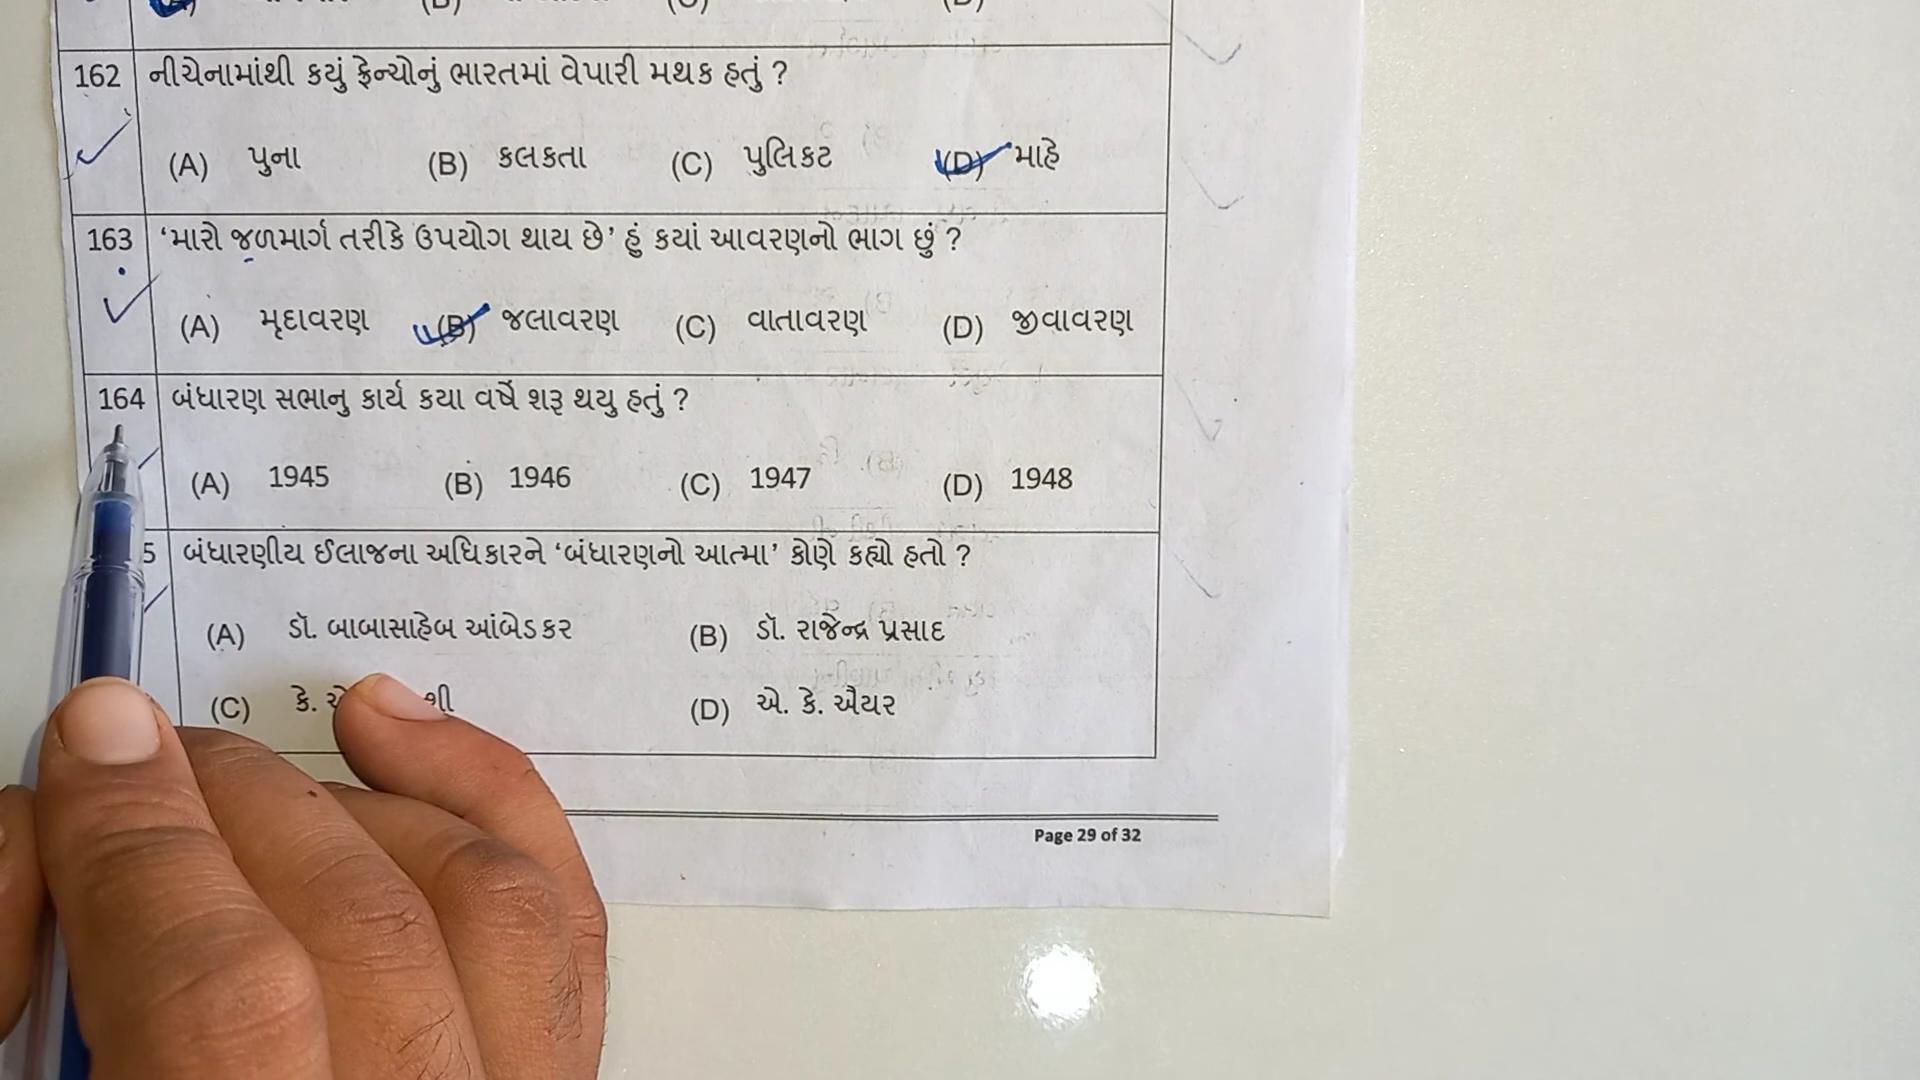 (B) (C) (D)
162 નીચેનામાંથી કયું ફ્રેન્ચોનું ભારતમાં વેપારી મથક હતું ?
(A) પુના (B) કલકતા (C) પુલિકટ (D) માહે
163 ‘મારો જળમાર્ગ તરીકે ઉપયોગ થાય છે’ હું કયાં આવરણનો ભાગ છું ?
(A) મૃદાવરણ (B) જલાવરણ (C) વાતાવરણ (D) જીવાવરણ
164 બંધારણ સભાનુ કાર્ય કયા વર્ષે શરૂ થયુ હતું ?
(A) 1945 (B) 1946 (C) 1947 (D) 1948
5 બંધારણીય ઈલાજના અધિકારને ‘બંધારણનો આત્મા’ કોણે કહ્યો હતો ?
(A) ડૉ. બાબાસાહેબ આંબેડકર (B) ડૉ. રાજેન્દ્ર પ્રસાદ
(C) કે. (D) એ. કે. ઐયર
Page 29 of 32